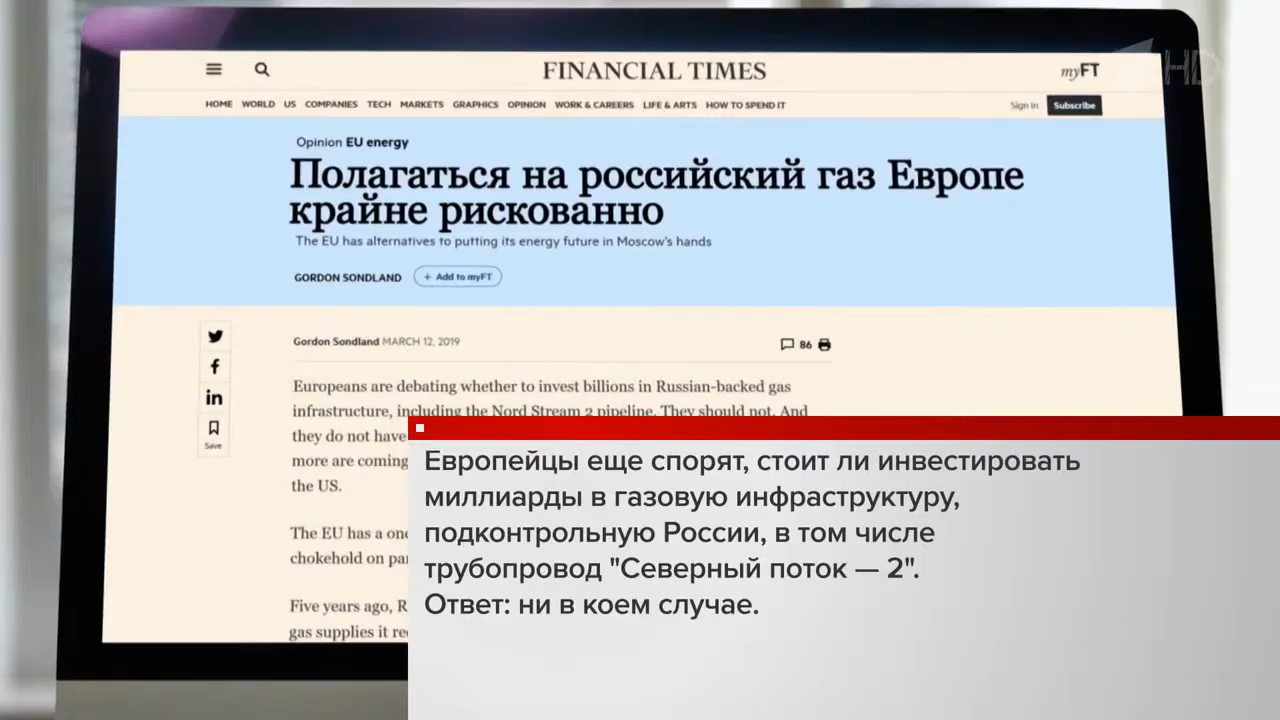 HD
FINANCIAL TIMES
myFT
HOME WORLD US COMPANIES TECH MARKETS GRAPHICS OPINION WORK & CAREERS LIFE & ARTS HOW TO SPEND IT
Sign In Subscribe
Opinion EU energy
Полагаться на российский газ Европе
крайне рискованно
The EU has alternatives to putting its energy future in Moscow's hands
GORDON SONDLAND + Add to myFT
Gordon Sondland MARCH 12, 2019
86
Save
Europeans are debating whether to invest billions in Russian-backed gas
infrastructure, including the Nord Stream 2 pipeline. They should not. And
they do not have
more are coming
the US.
The EU has a
chokehold on
Five years ago,
gas supplies it
Европейцы еще спорят, стоит ли инвестировать
миллиарды в газовую инфраструктуру,
подконтрольную России, в том числе
трубопровод "Северный поток — 2".
Ответ: ни в коем случае.